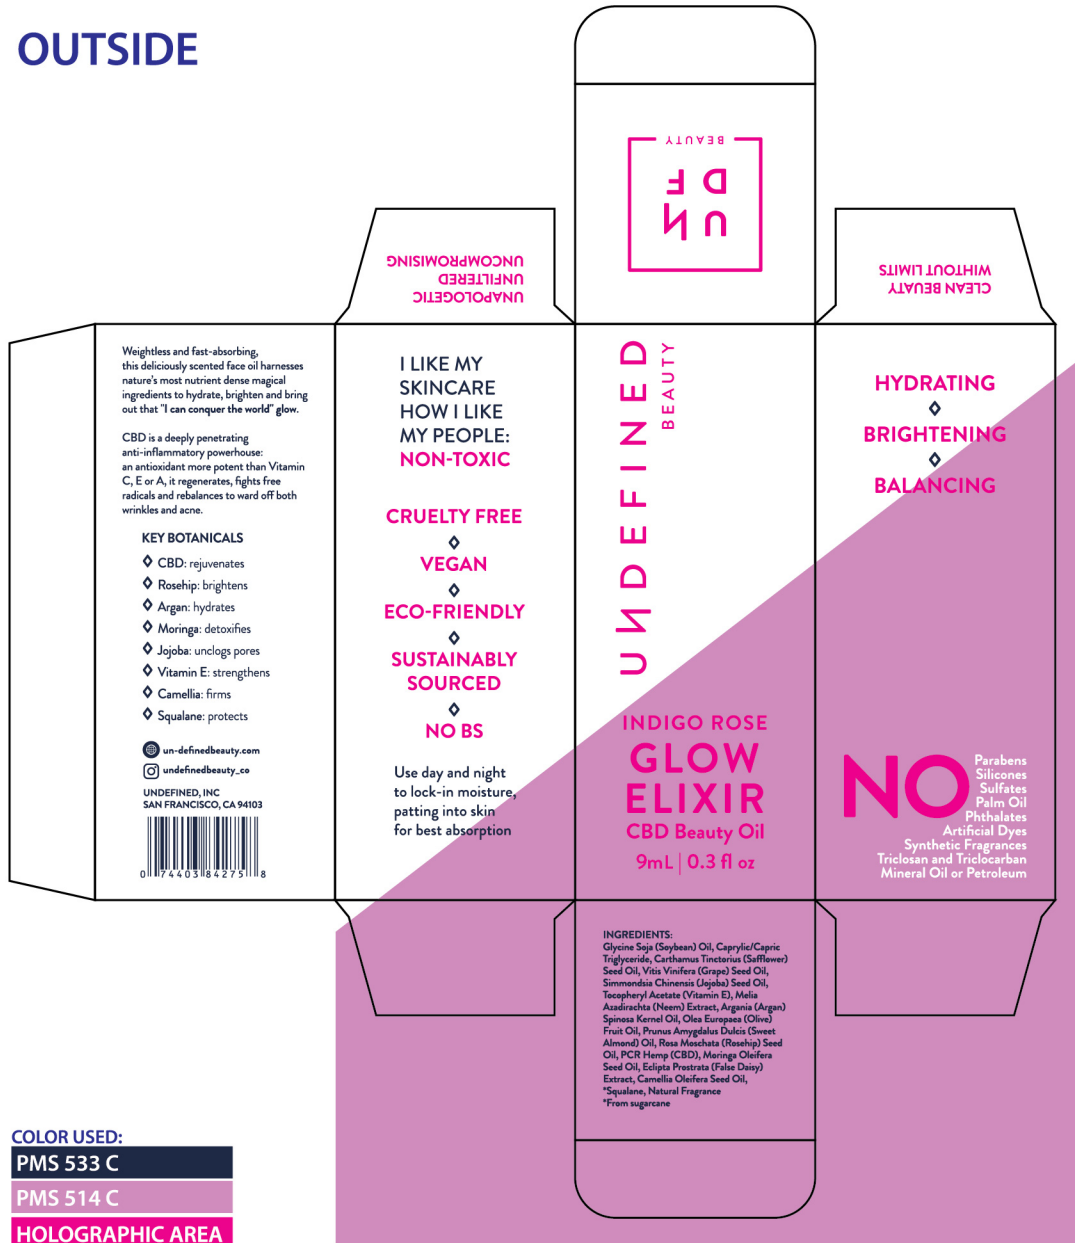 OUTSIDE
BEAUTY
DF
UN
UNCOMPROMISING
UNFILTERED
UNAPOLOGETIC
WIHTOUT LIMITS
CLEAN BEUATY
Weightless and fast-absorbing,
this deliciously scented face oil harnesses
nature's most nutrient dense magical
ingredients to hydrate, brighten and bring
out that "I can conquer the world" glow.
CBD is a deeply penetrating
anti-inflammatory powerhouse:
an antioxidant more potent than Vitamin
C, E or A, it regenerates, fights free
radicals and rebalances to ward off both
wrinkles and acne.
KEY BOTANICALS
CBD: rejuvenates
Rosehip: brightens
Argan: hydrates
Moringa: detoxifies
Jojoba: unclogs pores
Vitamin E: strengthens
Camellia: firms
Squalane: protects
un-definedbeauty.com
undefinedbeauty_co
UNDEFINED, INC
SAN FRANCISCO, CA 94103
0 74403 84275 8
I LIKE MY
SKINCARE
HOW I LIKE
MY PEOPLE:
NON-TOXIC
CRUELTY FREE
VEGAN
ECO-FRIENDLY
SUSTAINABLY
SOURCED
NO BS
Use day and night
to lock-in moisture,
patting into skin
for best absorption
UNDEFINED
BEAUTY
INDIGO ROSE
GLOW
ELIXIR
CBD Beauty Oil
9mL | 0.3 fl oz
HYDRATING
BRIGHTENING
BALANCING
NO
Parabens
Silicones
Sulfates
Palm Oil
Phthalates
Artificial Dyes
Synthetic Fragrances
Triclosan and Triclocarban
Mineral Oil or Petroleum
INGREDIENTS:
Glycine Soja (Soybean) Oil, Caprylic/Capric
Triglyceride, Carthamus Tinctorius (Safflower)
Seed Oil, Vitis Vinifera (Grape) Seed Oil,
Simmondsia Chinensis (Jojoba) Seed Oil,
Tocopheryl Acetate (Vitamin E), Melia
Azadirachta (Neem) Extract, Argania (Argan)
Spinosa Kernel Oil, Olea Europaea (Olive)
Fruit Oil, Prunus Amygdalus Dulcis (Sweet
Almond) Oil, Rosa Moschata (Rosehip) Seed
Oil, PCR Hemp (CBD), Moringa Oleifera
Seed Oil, Eclipta Prostrata (False Daisy)
Extract, Camellia Oleifera Seed Oil,
*Squalane, Natural Fragrance
*From sugarcane
COLOR USED:
PMS 533 C
PMS 514 C
HOLOGRAPHIC AREA